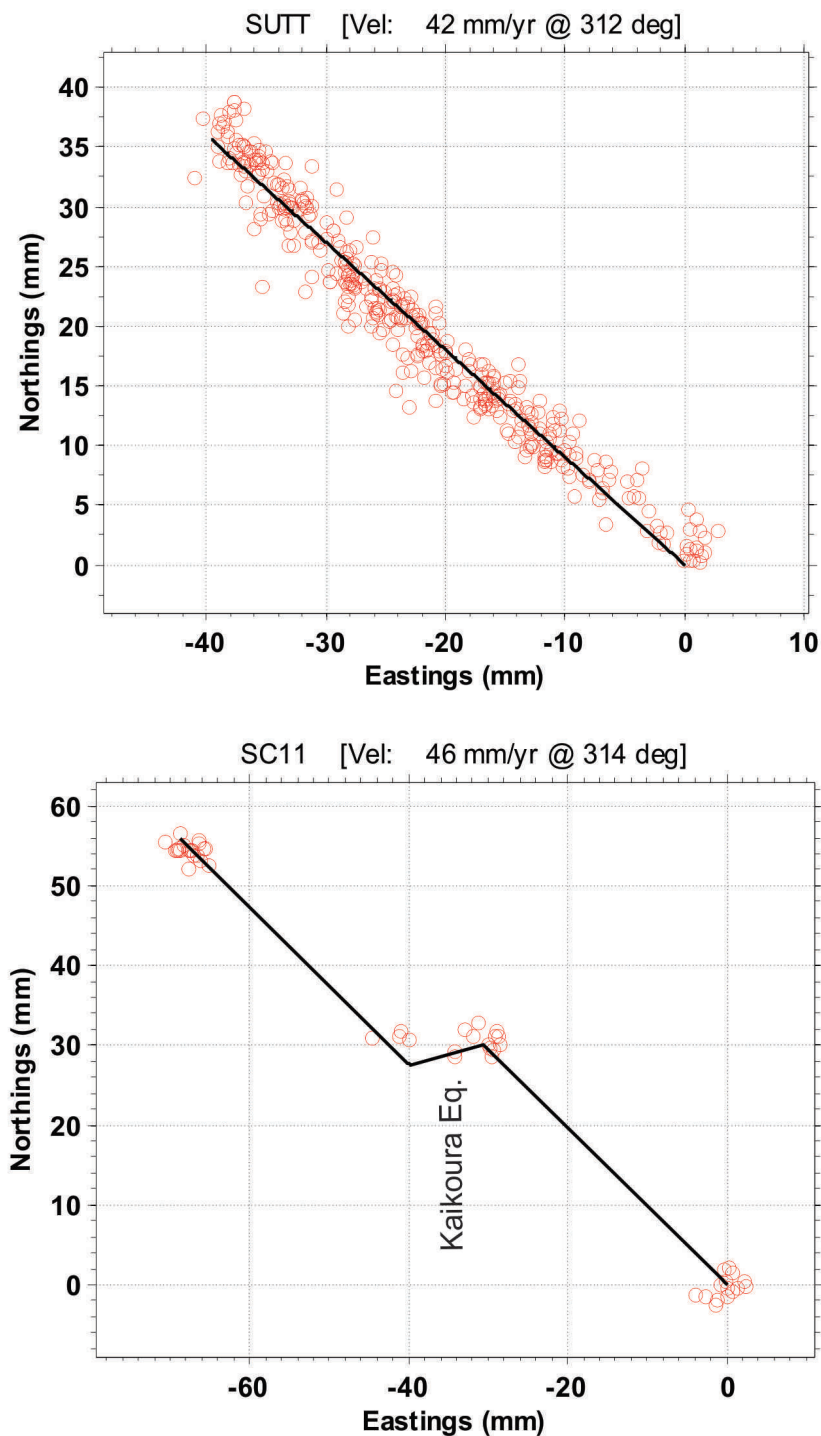 SUTT [Vel: 42 mm/yr @ 312 deg]
40
35
30
25
20
15
10
5
0
Northings (mm)
-40 -30 -20 -10 0 10
Eastings (mm)
SC11 [Vel: 46 mm/yr @ 314 deg]
60
50
40
30
20
10
0
Northings (mm)
Kaikoura Eq.
-60 -40 -20 0
Eastings (mm)